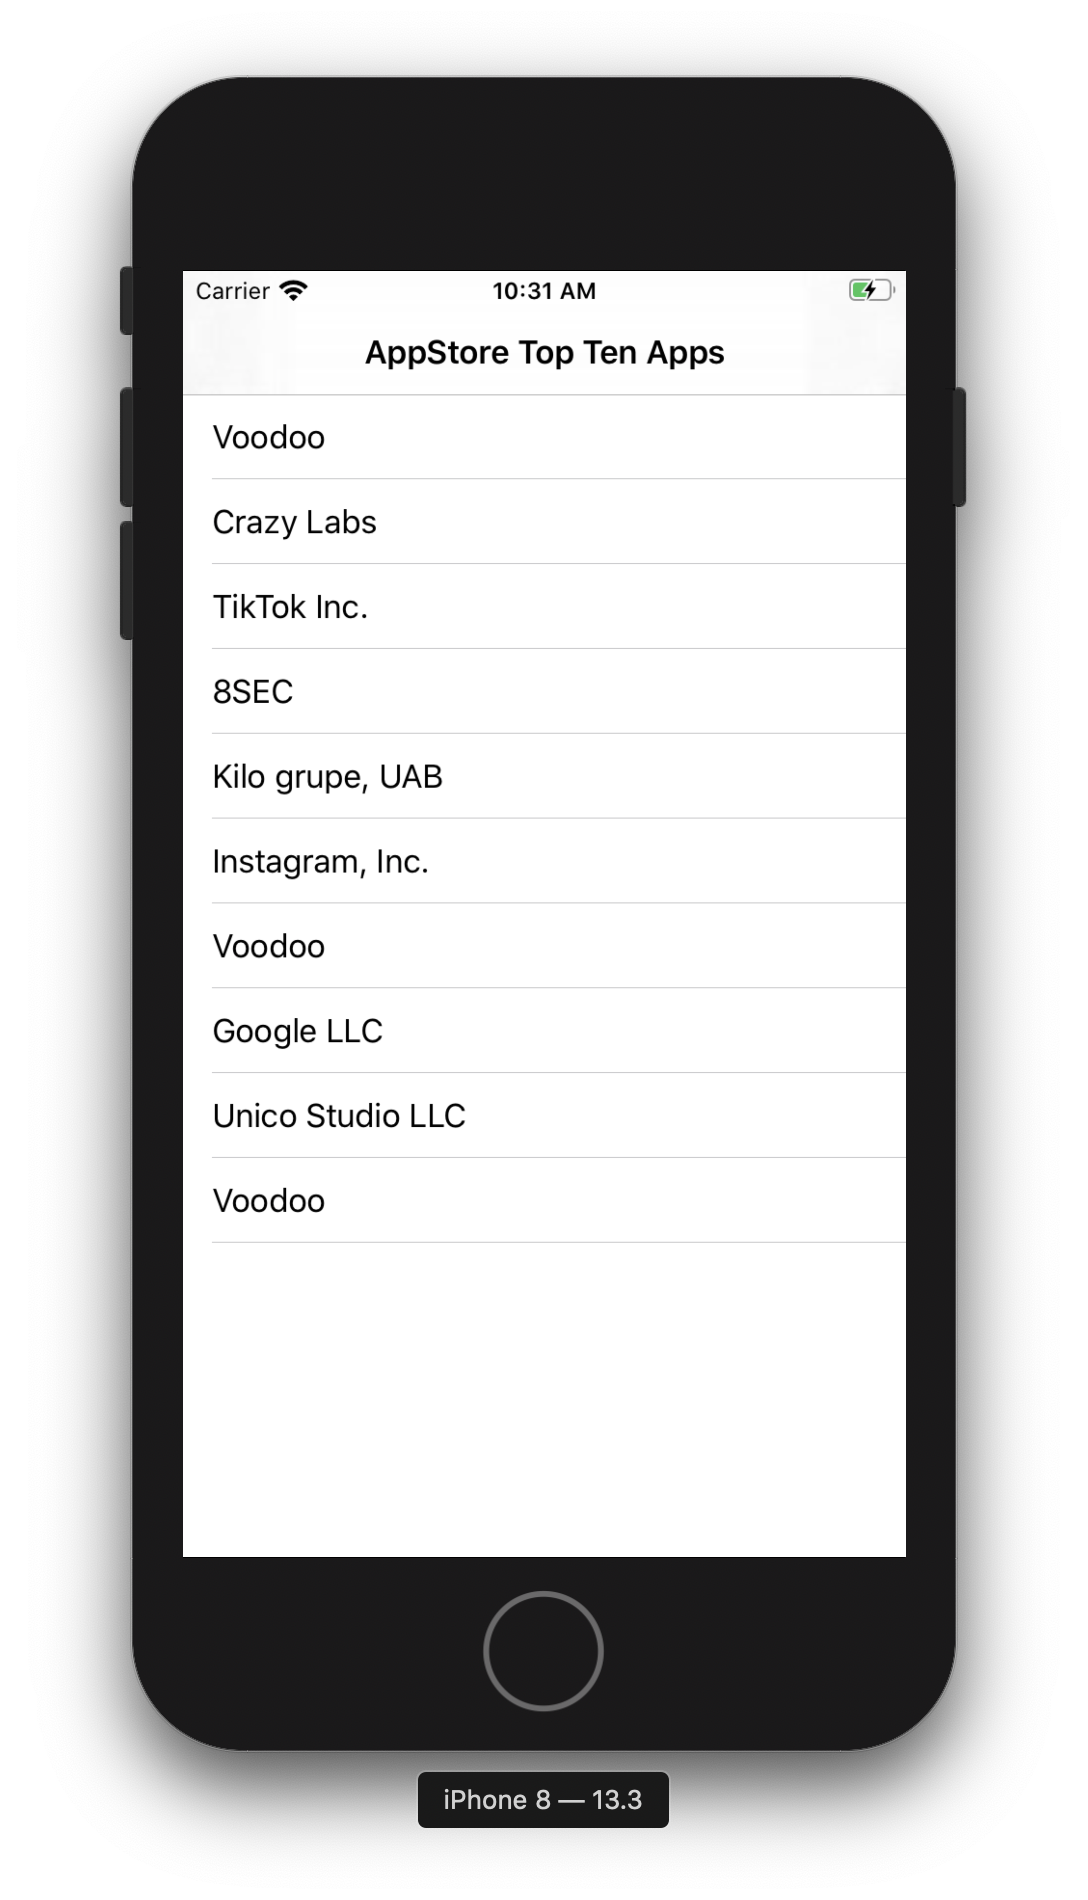 Carrier 10:31 AM
AppStore Top Ten Apps
Voodoo
Crazy Labs
TikTok Inc.
8SEC
Kilo grupe, UAB
Instagram, Inc.
Voodoo
Google LLC
Unico Studio LLC
Voodoo
iPhone 8 — 13.3